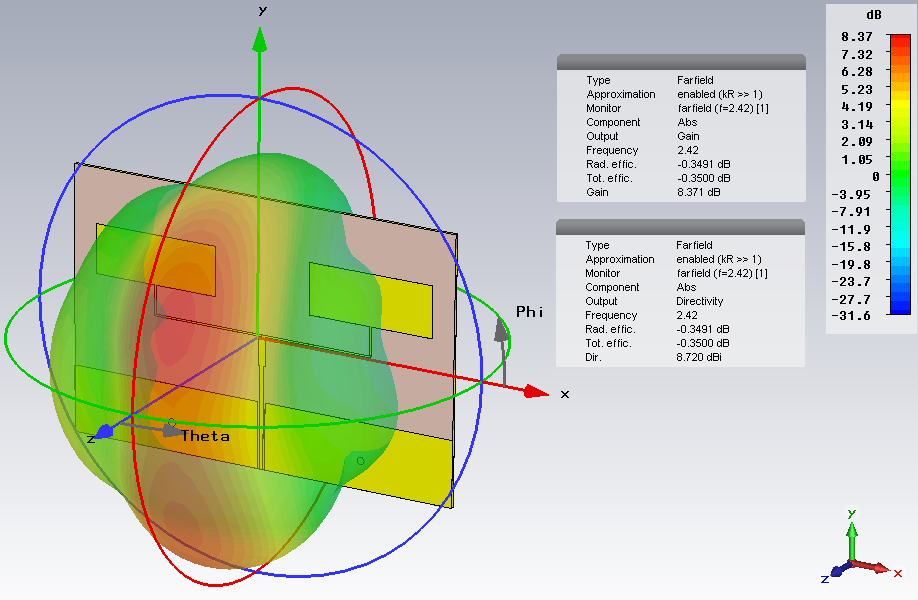 y
Phi
x
z
Theta
Type Farfield
Approximation enabled (kR >> 1)
Monitor farfield (f=2.42) [1]
Component Abs
Output Gain
Frequency 2.42
Rad. effic. -0.3491 dB
Tot. effic. -0.3500 dB
Gain 8.371 dB
Type Farfield
Approximation enabled (kR >> 1)
Monitor farfield (f=2.42) [1]
Component Abs
Output Directivity
Frequency 2.42
Rad. effic. -0.3491 dB
Tot. effic. -0.3500 dB
Dir. 8.720 dBi
dB
8.37
7.32
6.28
5.23
4.19
3.14
2.09
1.05
0
-3.95
-7.91
-11.9
-15.8
-19.8
-23.7
-27.7
-31.6
y
x
z